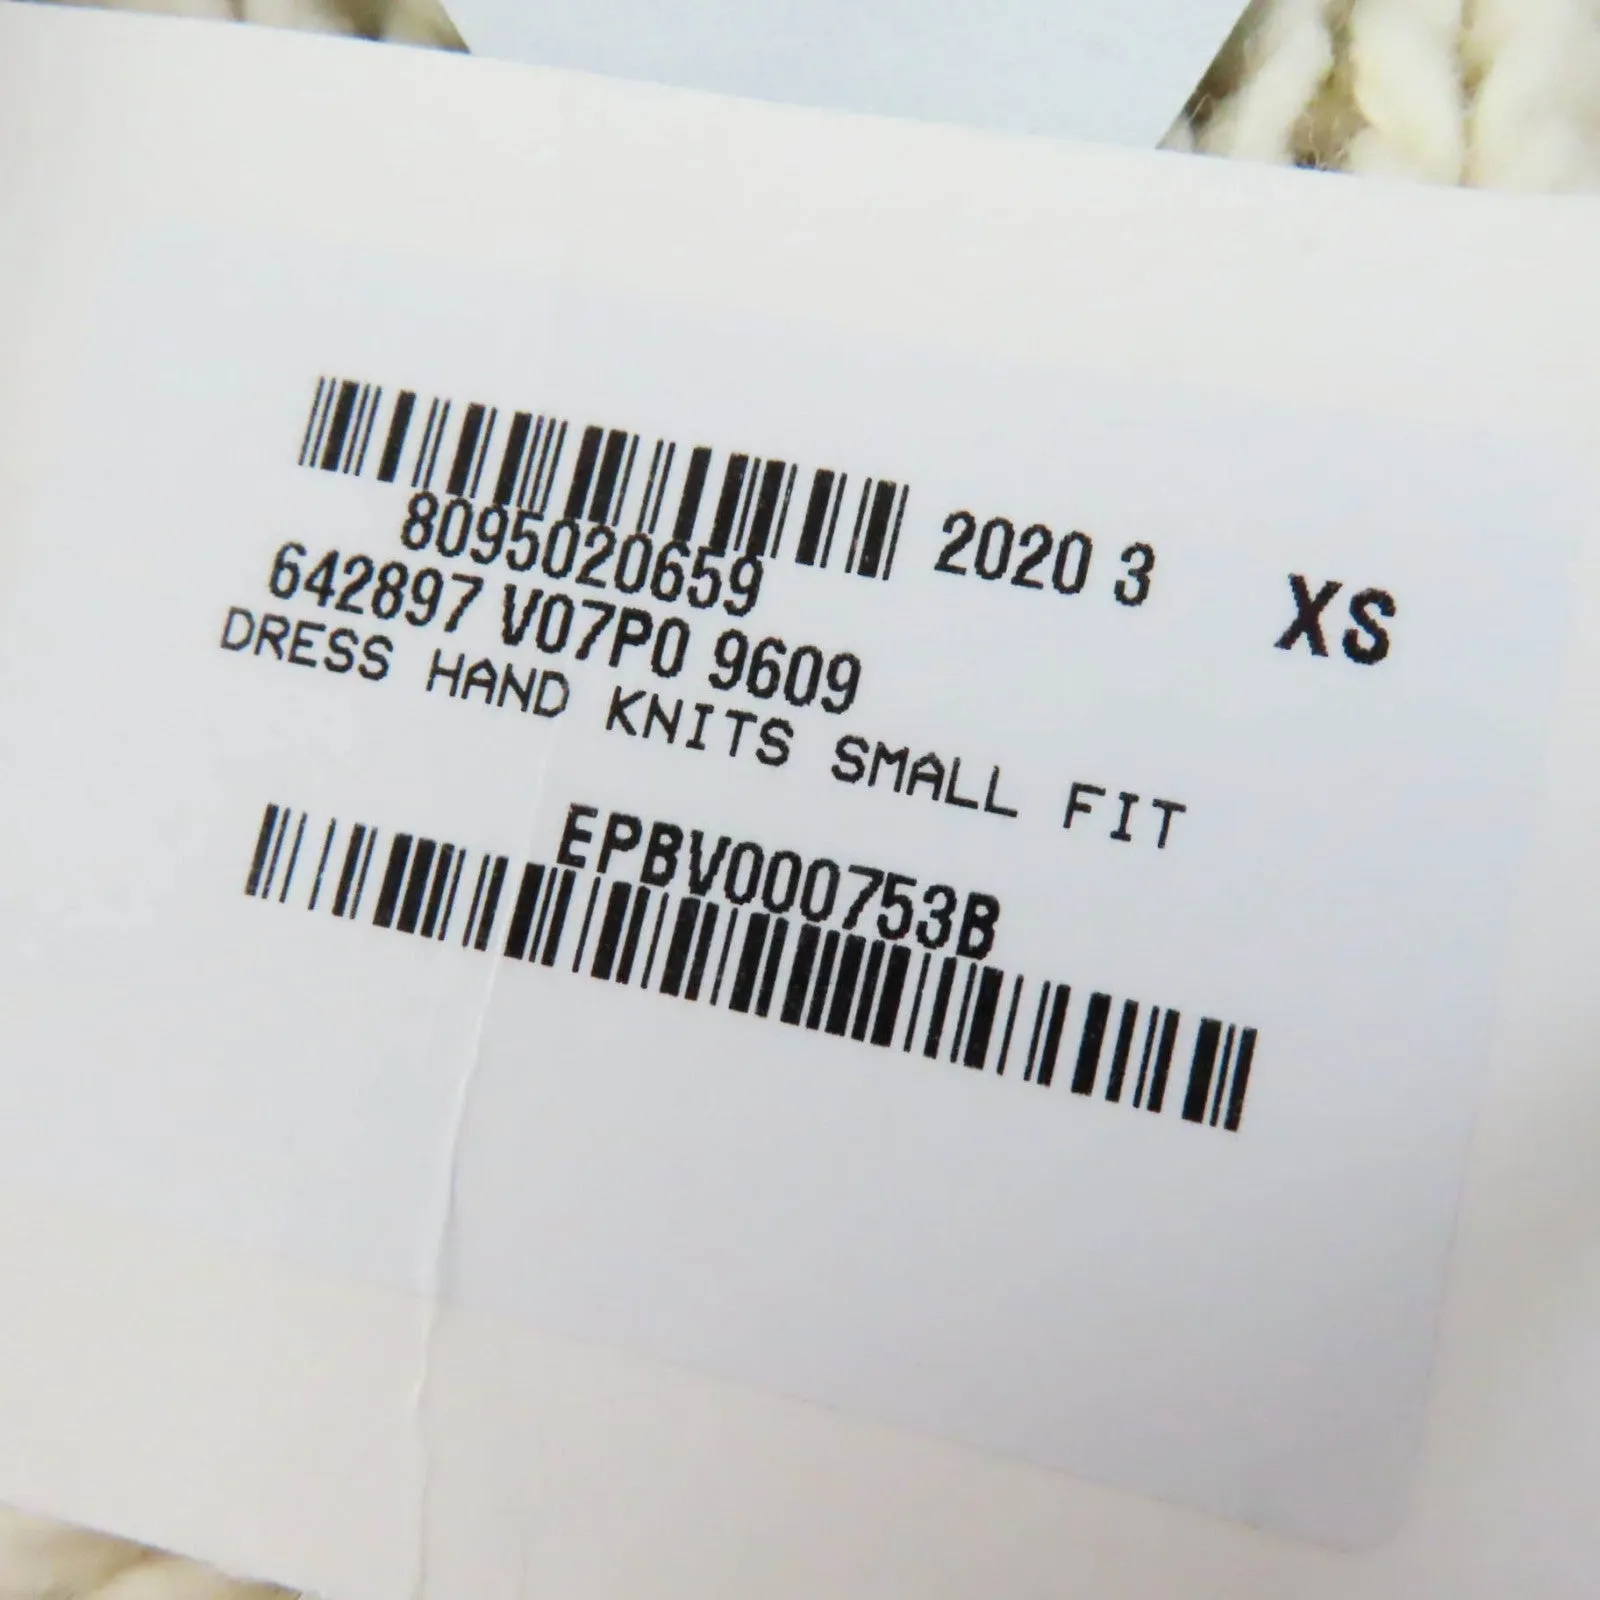 8095020659 2020 3 XS
642897 V07P0 9609
DRESS HAND KNITS SMALL FIT
EPBV000753B